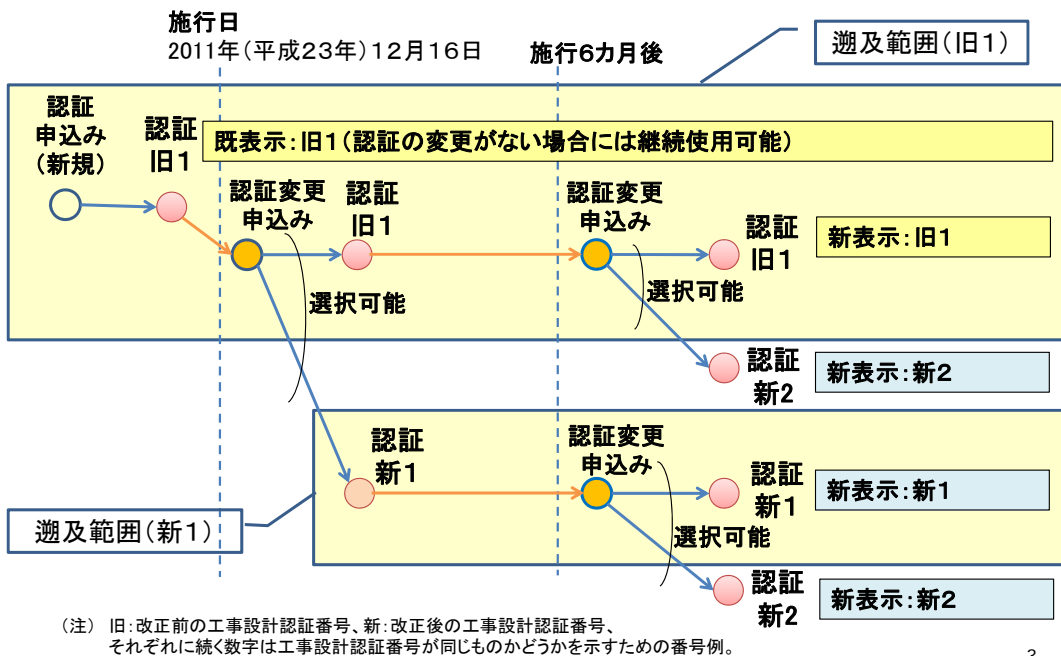 施行日
2011年(平成23年)12月16日
施行6カ月後
遡及範囲(旧1)
認証
申込み
(新規)
認証
旧1
既表示:旧1(認証の変更がない場合には継続使用可能)
認証変更
申込み
認証
旧1
認証変更
申込み
認証
旧1
新表示:旧1
選択可能
選択可能
認証
新2
新表示:新2
認証
新1
認証変更
申込み
認証
新1
新表示:新1
遡及範囲(新1)
選択可能
認証
新2
新表示:新2
(注) 旧:改正前の工事設計認証番号、新:改正後の工事設計認証番号、
それぞれに続く数字は工事設計認証番号が同じものかどうかを示すための番号例。